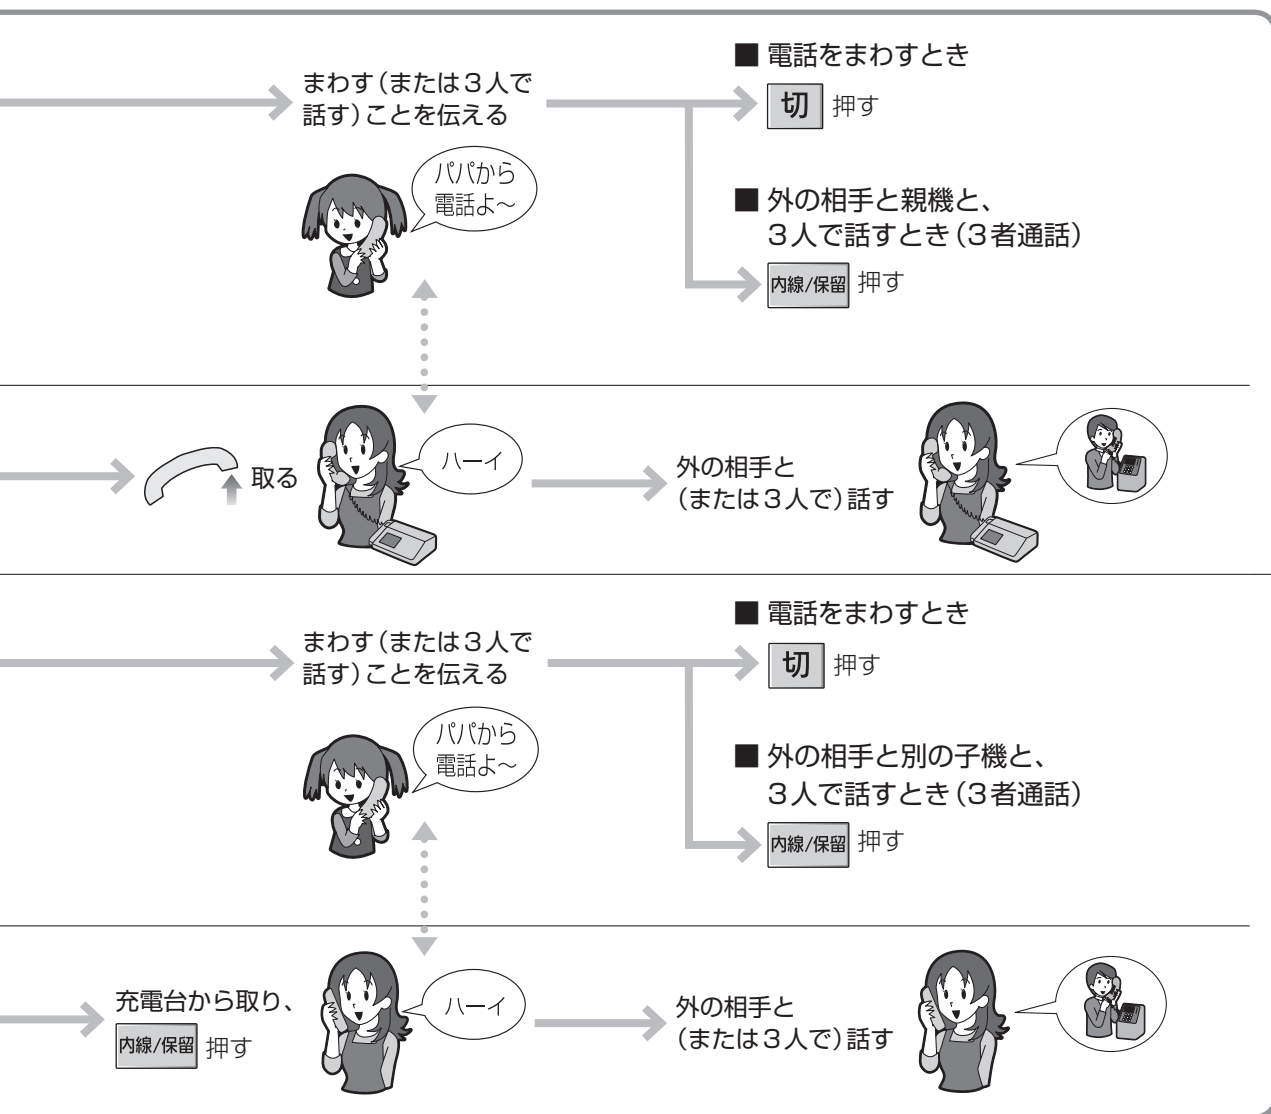 まわす（または3人で
話す）ことを伝える
パパから
電話よ～
■ 電話をまわすとき
切 押す
■ 外の相手と親機と、
3人で話すとき（3者通話）
内線/保留 押す
取る
ハーイ
外の相手と
（または3人で）話す
まわす（または3人で
話す）ことを伝える
パパから
電話よ～
■ 電話をまわすとき
切 押す
■ 外の相手と別の子機と、
3人で話すとき（3者通話）
内線/保留 押す
充電台から取り、
内線/保留 押す
ハーイ
外の相手と
（または3人で）話す